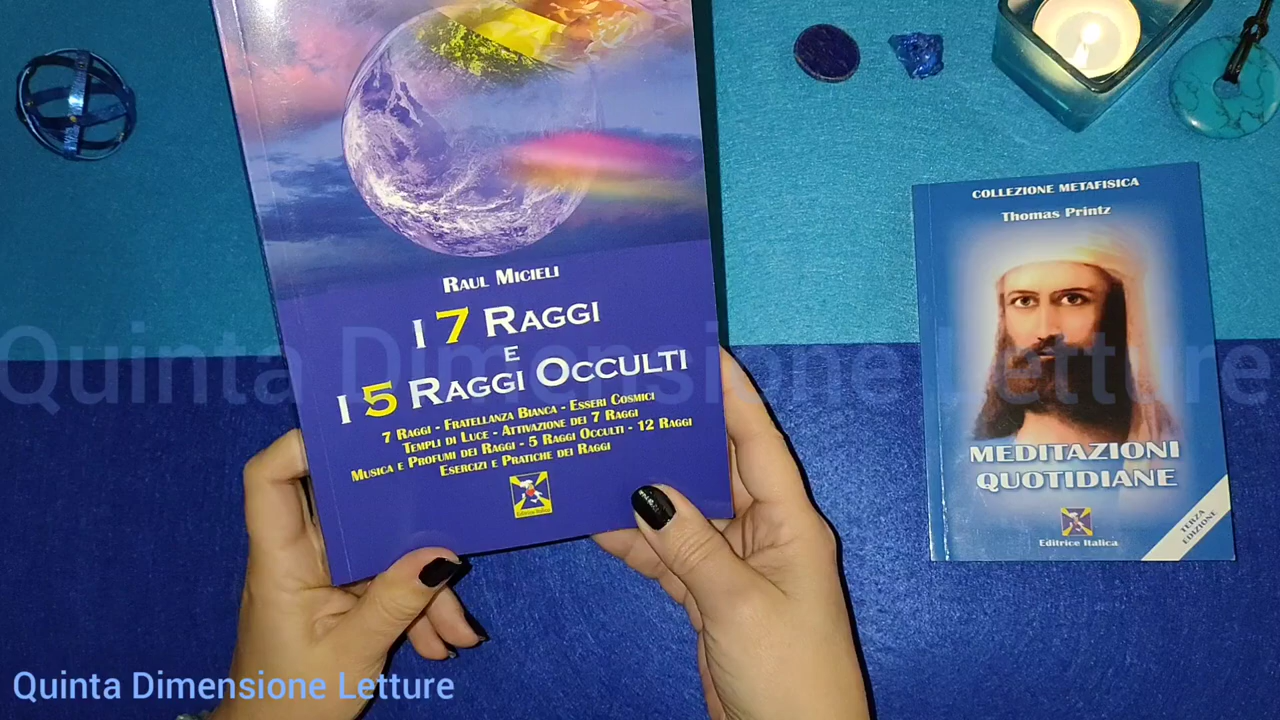 Raul Micieli
I 7 Raggi
e
I 5 Raggi Occulti
7 Raggi - Fratellanza Bianca - Esseri Cosmici
Templi di Luce - Attivazione dei 7 Raggi
Musica e Profumi dei Raggi - 5 Raggi Occulti - 12 Raggi
Esercizi e Pratiche dei Raggi
Editrice Italica
COLLEZIONE METAFISICA
Thomas Printz
MEDITAZIONI
QUOTIDIANE
Editrice Italica
TERZA
EDIZIONE
Quinta Dimensione Letture
Quinta Dimensione Letture